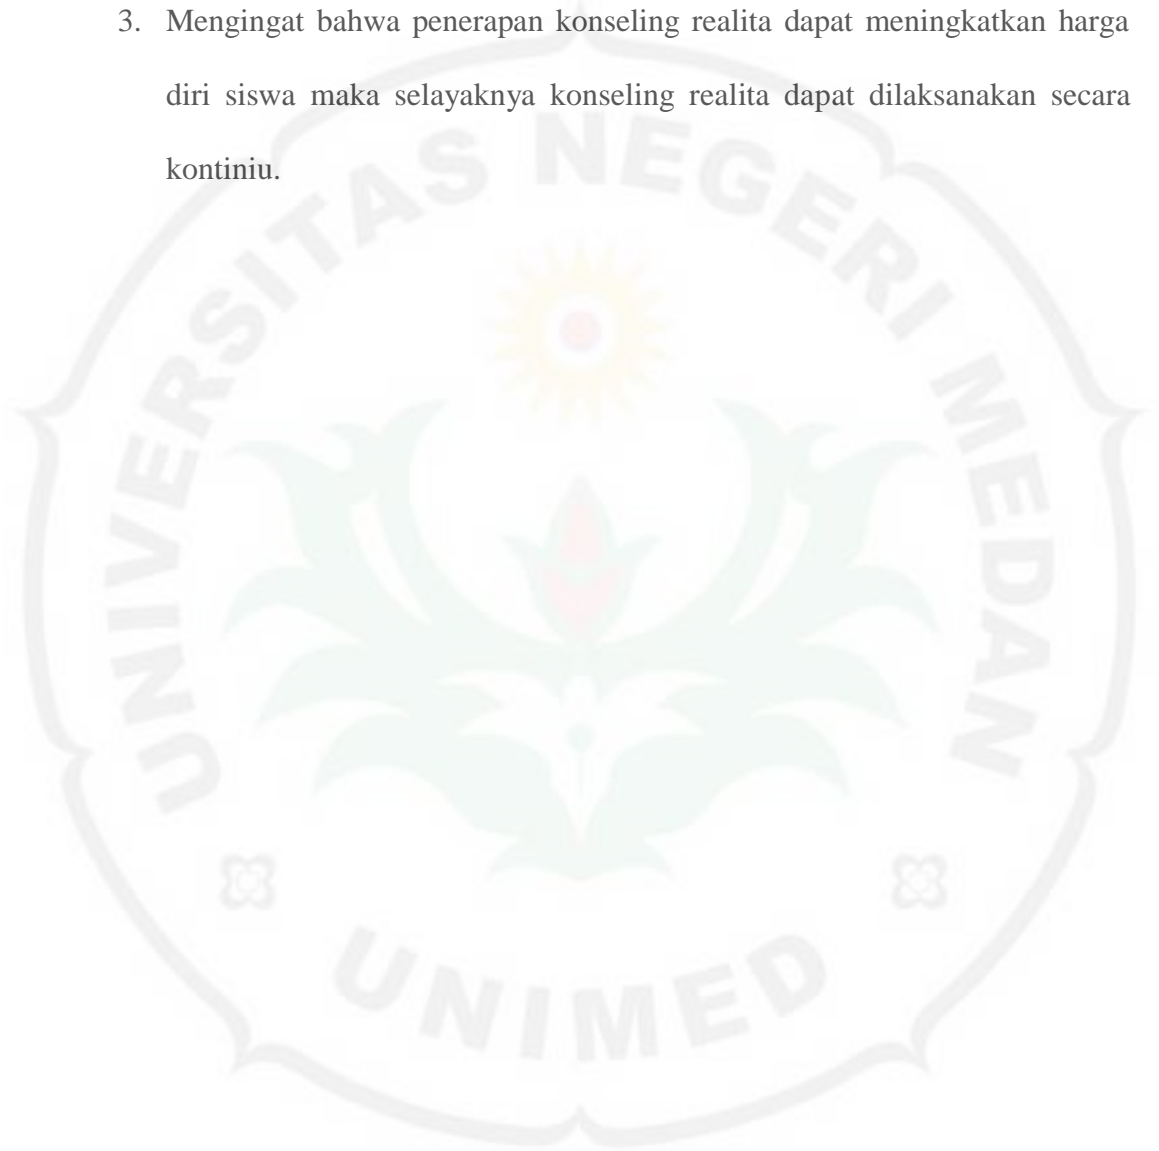 3. Mengingat bahwa penerapan konseling realita dapat meningkatkan harga
diri siswa maka selayaknya konseling realita dapat dilaksanakan secara
kontiniu.
UNIVERSITAS NEGERI MEDAN
UNIMED